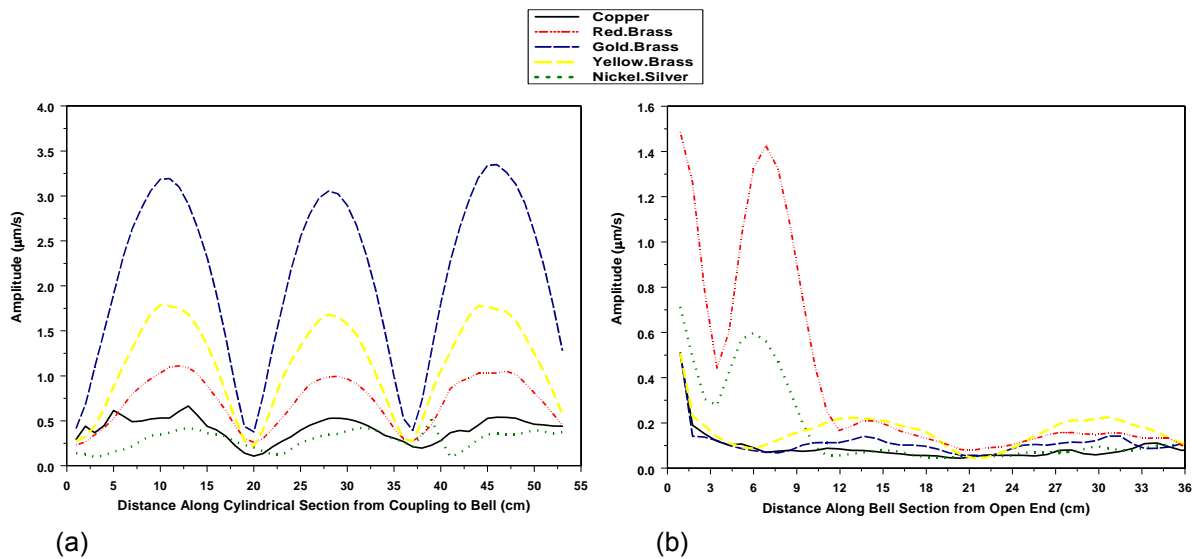 Copper
Red.Brass
Gold.Brass
Yellow.Brass
Nickel.Silver
4.0
3.5
3.0
2.5
2.0
1.5
1.0
0.5
0.0
Amplitude (μm/s)
0 5 10 15 20 25 30 35 40 45 50 55
Distance Along Cylindrical Section from Coupling to Bell (cm)
(a)
1.6
1.4
1.2
1.0
0.8
0.6
0.4
0.2
0.0
Amplitude (μm/s)
0 3 6 9 12 15 18 21 24 27 30 33 36
Distance Along Bell Section from Open End (cm)
(b)